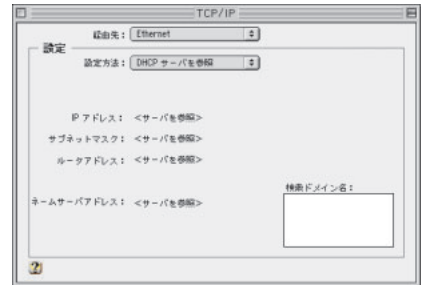 TCP/IP
経由先： Ethernet
設定
設定方法： DHCP サーバを参照
IP アドレス： <サーバを参照>
サブネットマスク： <サーバを参照>
ルータアドレス： <サーバを参照>
検索ドメイン名：
ネームサーバアドレス： <サーバを参照>